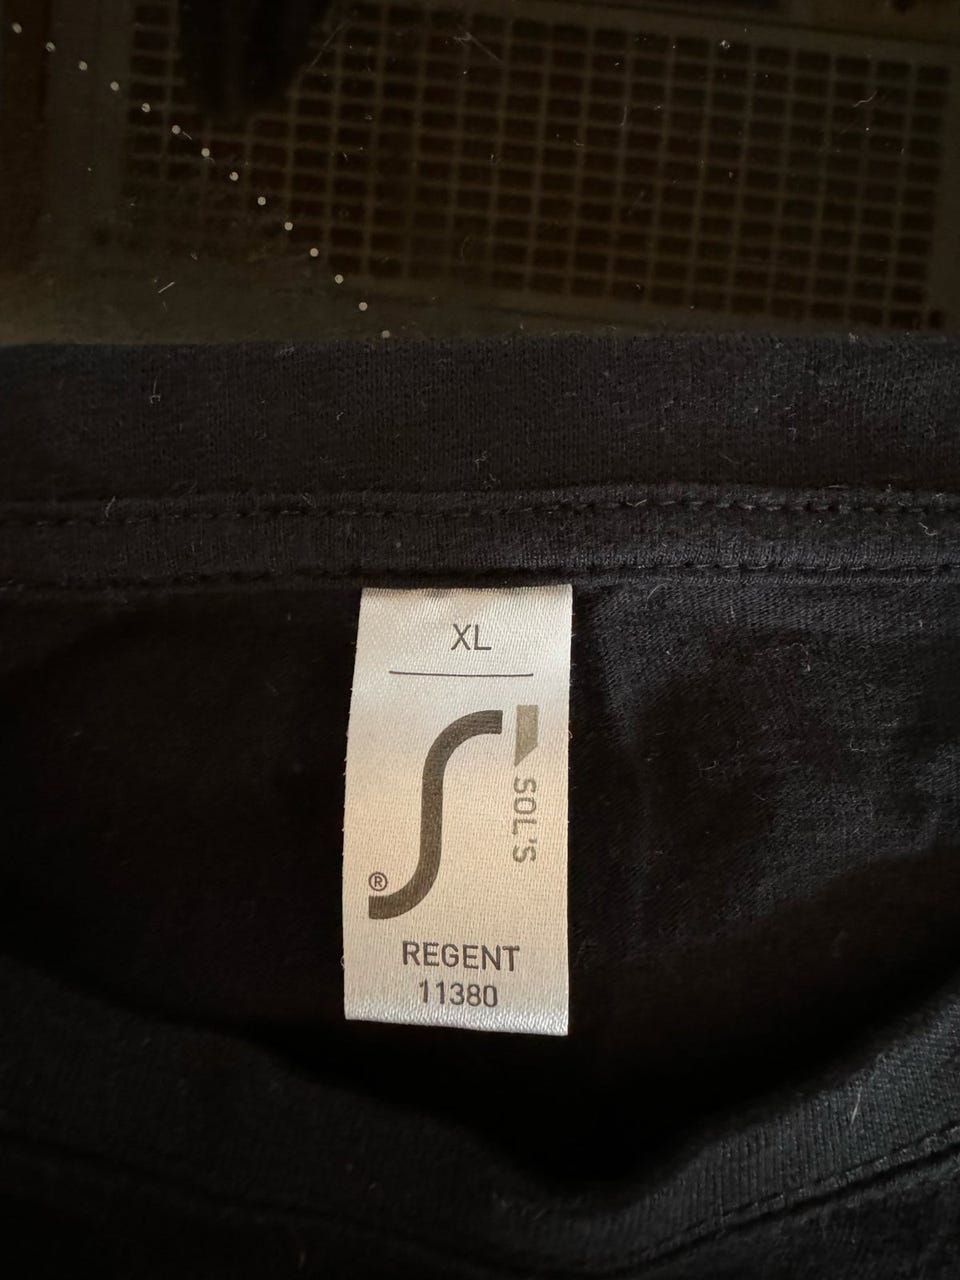 XL
SOL'S
®
REGENT
11380